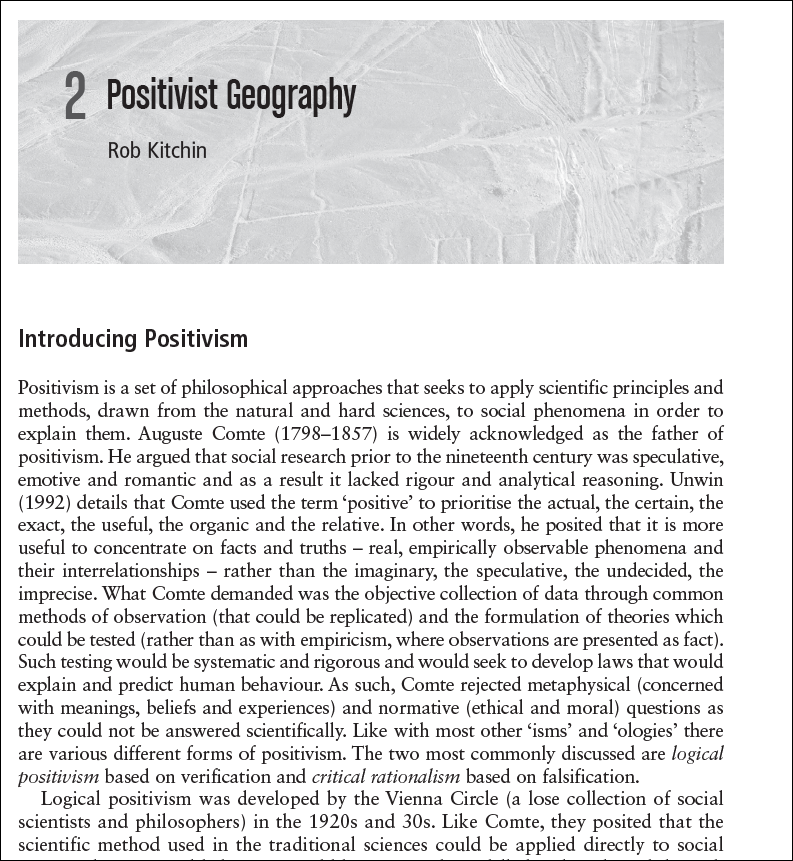 2 Positivist Geography
Rob Kitchin
Introducing Positivism
Positivism is a set of philosophical approaches that seeks to apply scientific principles and
methods, drawn from the natural and hard sciences, to social phenomena in order to
explain them. Auguste Comte (1798–1857) is widely acknowledged as the father of
positivism. He argued that social research prior to the nineteenth century was speculative,
emotive and romantic and as a result it lacked rigour and analytical reasoning. Unwin
(1992) details that Comte used the term ‘positive’ to prioritise the actual, the certain, the
exact, the useful, the organic and the relative. In other words, he posited that it is more
useful to concentrate on facts and truths – real, empirically observable phenomena and
their interrelationships – rather than the imaginary, the speculative, the undecided, the
imprecise. What Comte demanded was the objective collection of data through common
methods of observation (that could be replicated) and the formulation of theories which
could be tested (rather than as with empiricism, where observations are presented as fact).
Such testing would be systematic and rigorous and would seek to develop laws that would
explain and predict human behaviour. As such, Comte rejected metaphysical (concerned
with meanings, beliefs and experiences) and normative (ethical and moral) questions as
they could not be answered scientifically. Like with most other ‘isms’ and ‘ologies’ there
are various different forms of positivism. The two most commonly discussed are logical
positivism based on verification and critical rationalism based on falsification.
Logical positivism was developed by the Vienna Circle (a lose collection of social
scientists and philosophers) in the 1920s and 30s. Like Comte, they posited that the
scientific method used in the traditional sciences could be applied directly to social